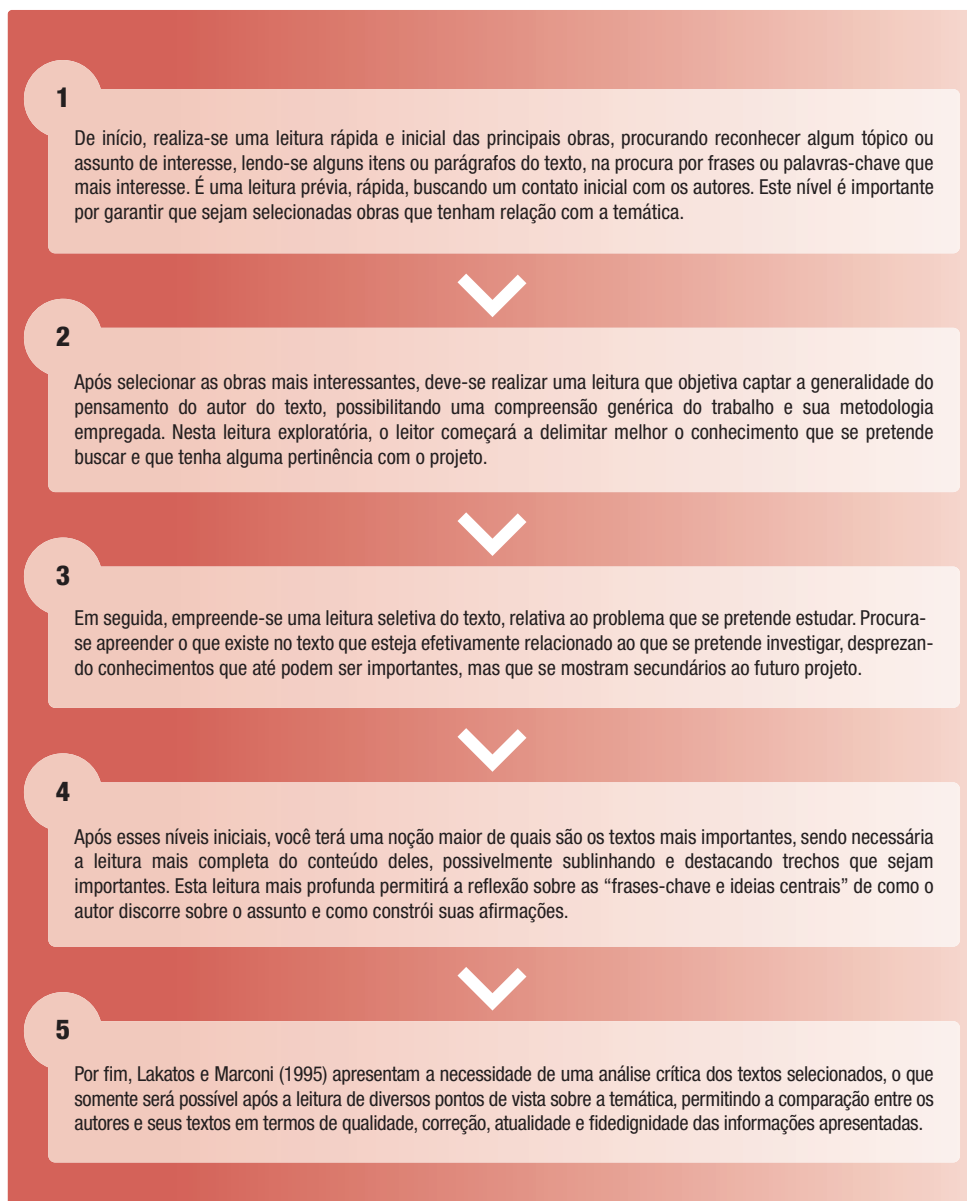 1
De início, realiza-se uma leitura rápida e inicial das principais obras, procurando reconhecer algum tópico ou
assunto de interesse, lendo-se alguns itens ou parágrafos do texto, na procura por frases ou palavras-chave que
mais interesse. É uma leitura prévia, rápida, buscando um contato inicial com os autores. Este nível é importante
por garantir que sejam selecionadas obras que tenham relação com a temática.
2
Após selecionar as obras mais interessantes, deve-se realizar uma leitura que objetiva captar a generalidade do
pensamento do autor do texto, possibilitando uma compreensão genérica do trabalho e sua metodologia
empregada. Nesta leitura exploratória, o leitor começará a delimitar melhor o conhecimento que se pretende
buscar e que tenha alguma pertinência com o projeto.
3
Em seguida, empreende-se uma leitura seletiva do texto, relativa ao problema que se pretende estudar. Procura-
se apreender o que existe no texto que esteja efetivamente relacionado ao que se pretende investigar, desprezan-
do conhecimentos que até podem ser importantes, mas que se mostram secundários ao futuro projeto.
4
Após esses níveis iniciais, você terá uma noção maior de quais são os textos mais importantes, sendo necessária
a leitura mais completa do conteúdo deles, possivelmente sublinhando e destacando trechos que sejam
importantes. Esta leitura mais profunda permitirá a reflexão sobre as “frases-chave e ideias centrais” de como o
autor discorre sobre o assunto e como constrói suas afirmações.
5
Por fim, Lakatos e Marconi (1995) apresentam a necessidade de uma análise crítica dos textos selecionados, o que
somente será possível após a leitura de diversos pontos de vista sobre a temática, permitindo a comparação entre os
autores e seus textos em termos de qualidade, correção, atualidade e fidedignidade das informações apresentadas.